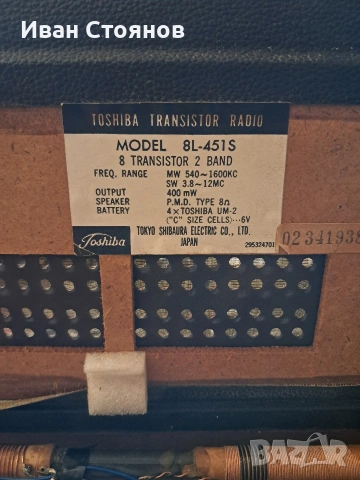 Иван Стоянов
TOSHIBA TRANSISTOR RADIO
MODEL 8L-451S
8 TRANSISTOR 2 BAND
FREQ. RANGE MW 540~1600KC
SW 3.8~12MC
OUTPUT 400 mW
SPEAKER P.M.D. TYPE 8Ω
BATTERY 4×TOSHIBA UM-2
("C" SIZE CELLS)···6V
Toshiba
TOKYO SHIBAURA ELECTRIC CO., LTD.
JAPAN
295324701
02341938
BAZAR